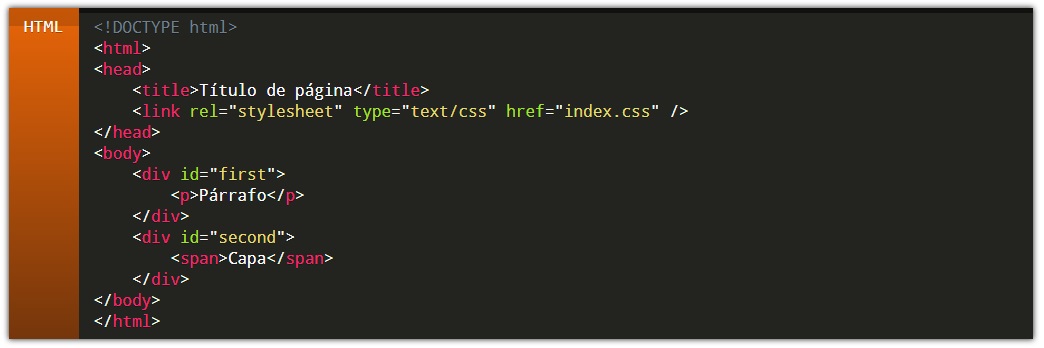 HTML
<!DOCTYPE html>
<html>
<head>
    <title>Título de página</title>
    <link rel="stylesheet" type="text/css" href="index.css" />
</head>
<body>
    <div id="first">
        <p>Párrafo</p>
    </div>
    <div id="second">
        <span>Capa</span>
    </div>
</body>
</html>